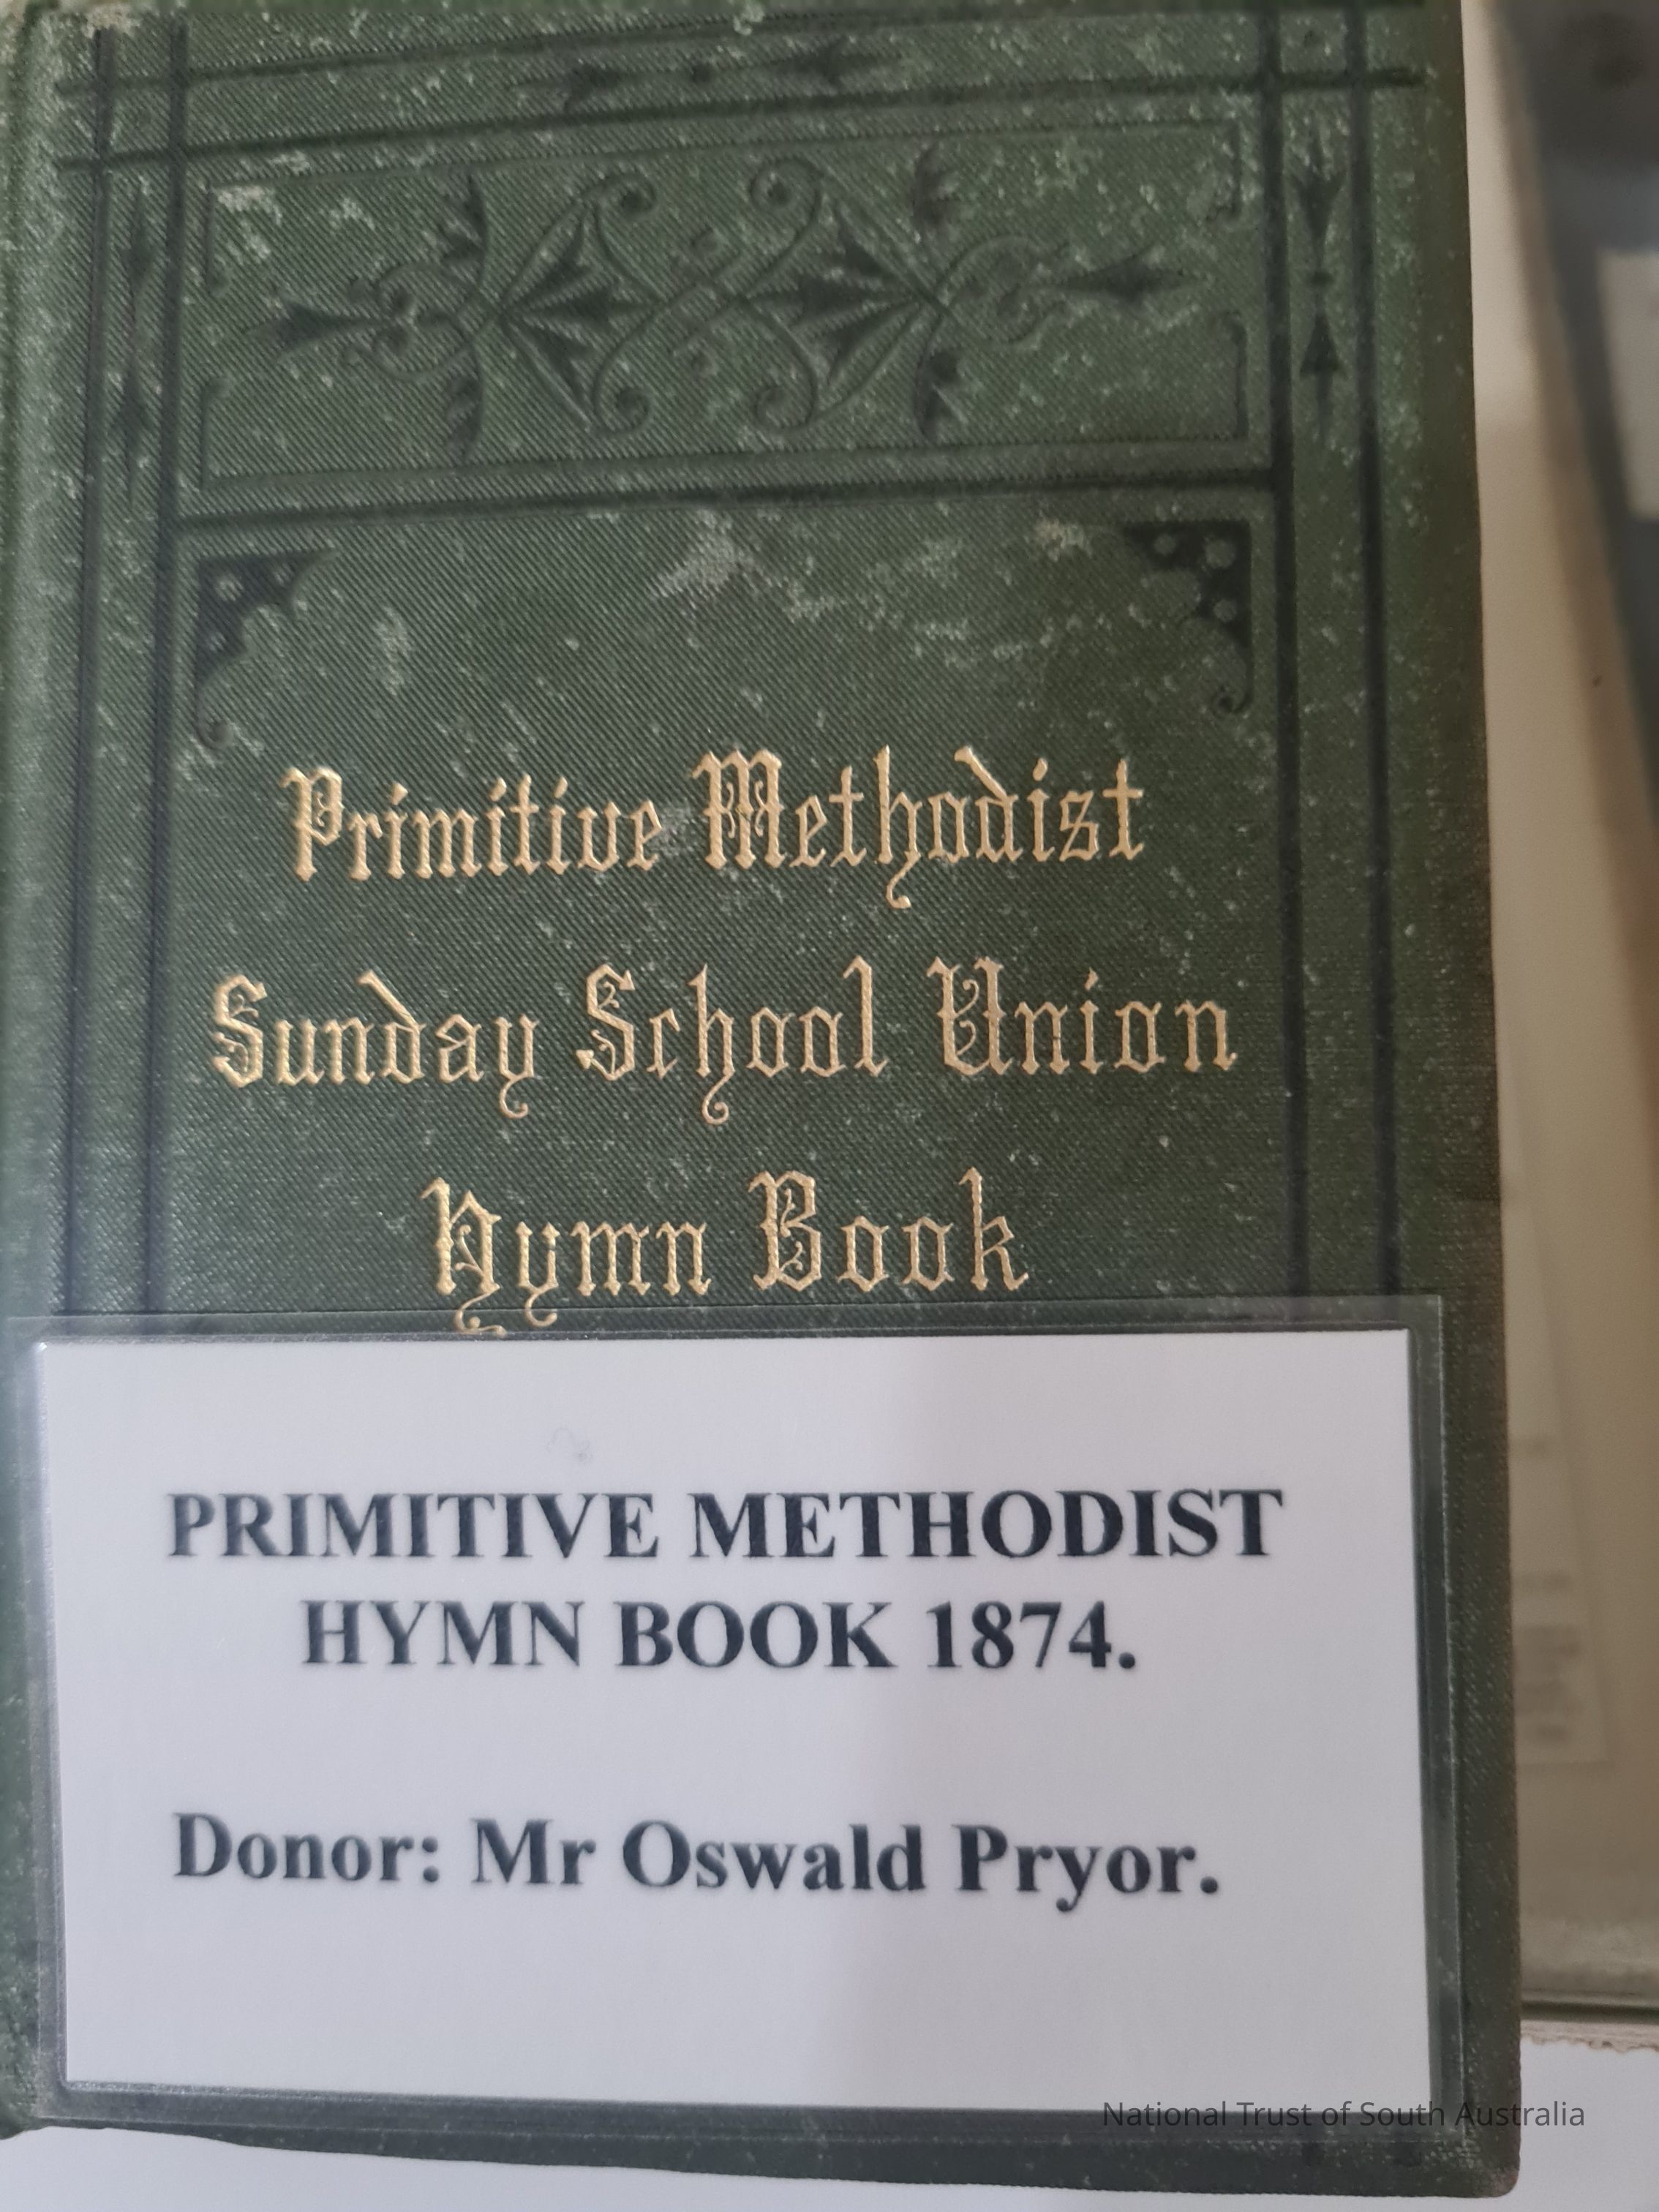 Primitive Methodist
Sunday School Union
Hymn Book
PRIMITIVE METHODIST
HYMN BOOK 1874.
Donor: Mr Oswald Pryor.
National Trust of South Australia